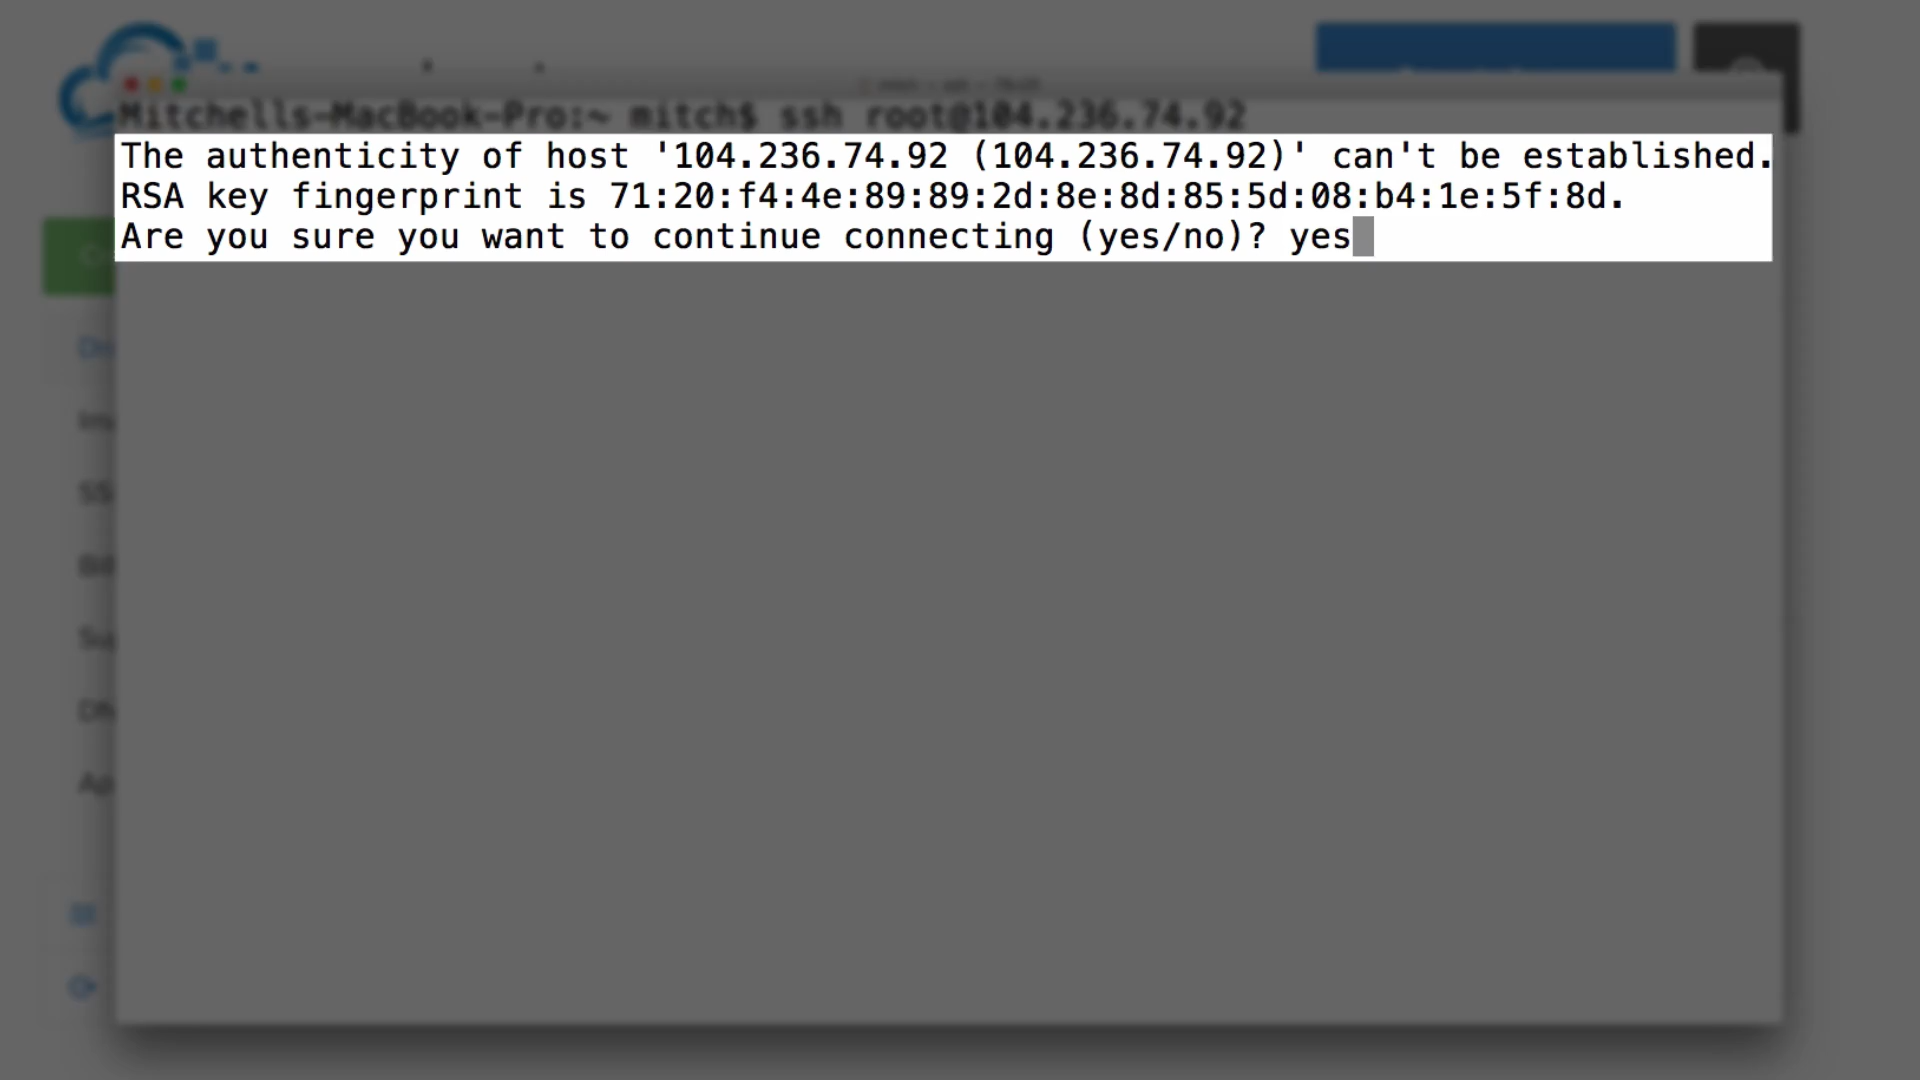 Mitchells-MacBook-Pro:~ mitch$ ssh root@104.236.74.92
The authenticity of host '104.236.74.92 (104.236.74.92)' can't be established.
RSA key fingerprint is 71:20:f4:4e:89:89:2d:8e:8d:85:5d:08:b4:1e:5f:8d.
Are you sure you want to continue connecting (yes/no)? yes